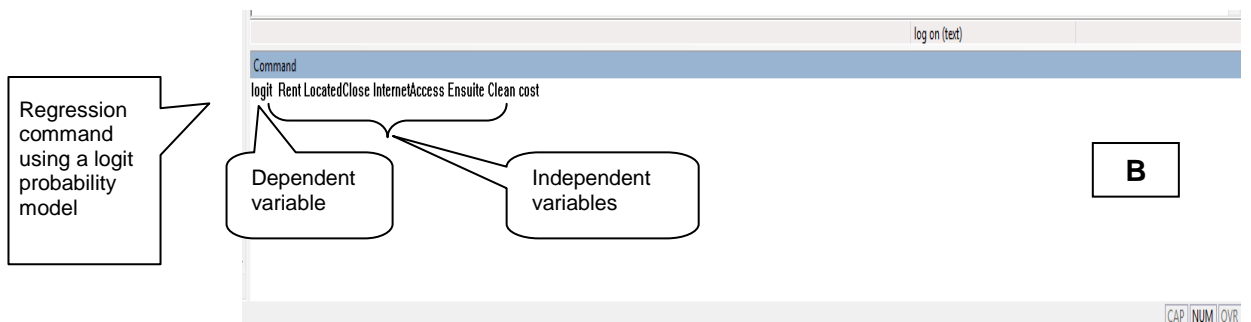 log on (text)
Command
logit Rent LocatedClose InternetAccess Ensuite Clean cost
Regression
command
using a logit
probability
model
Dependent
variable
Independent
variables
B
CAP NUM OVR